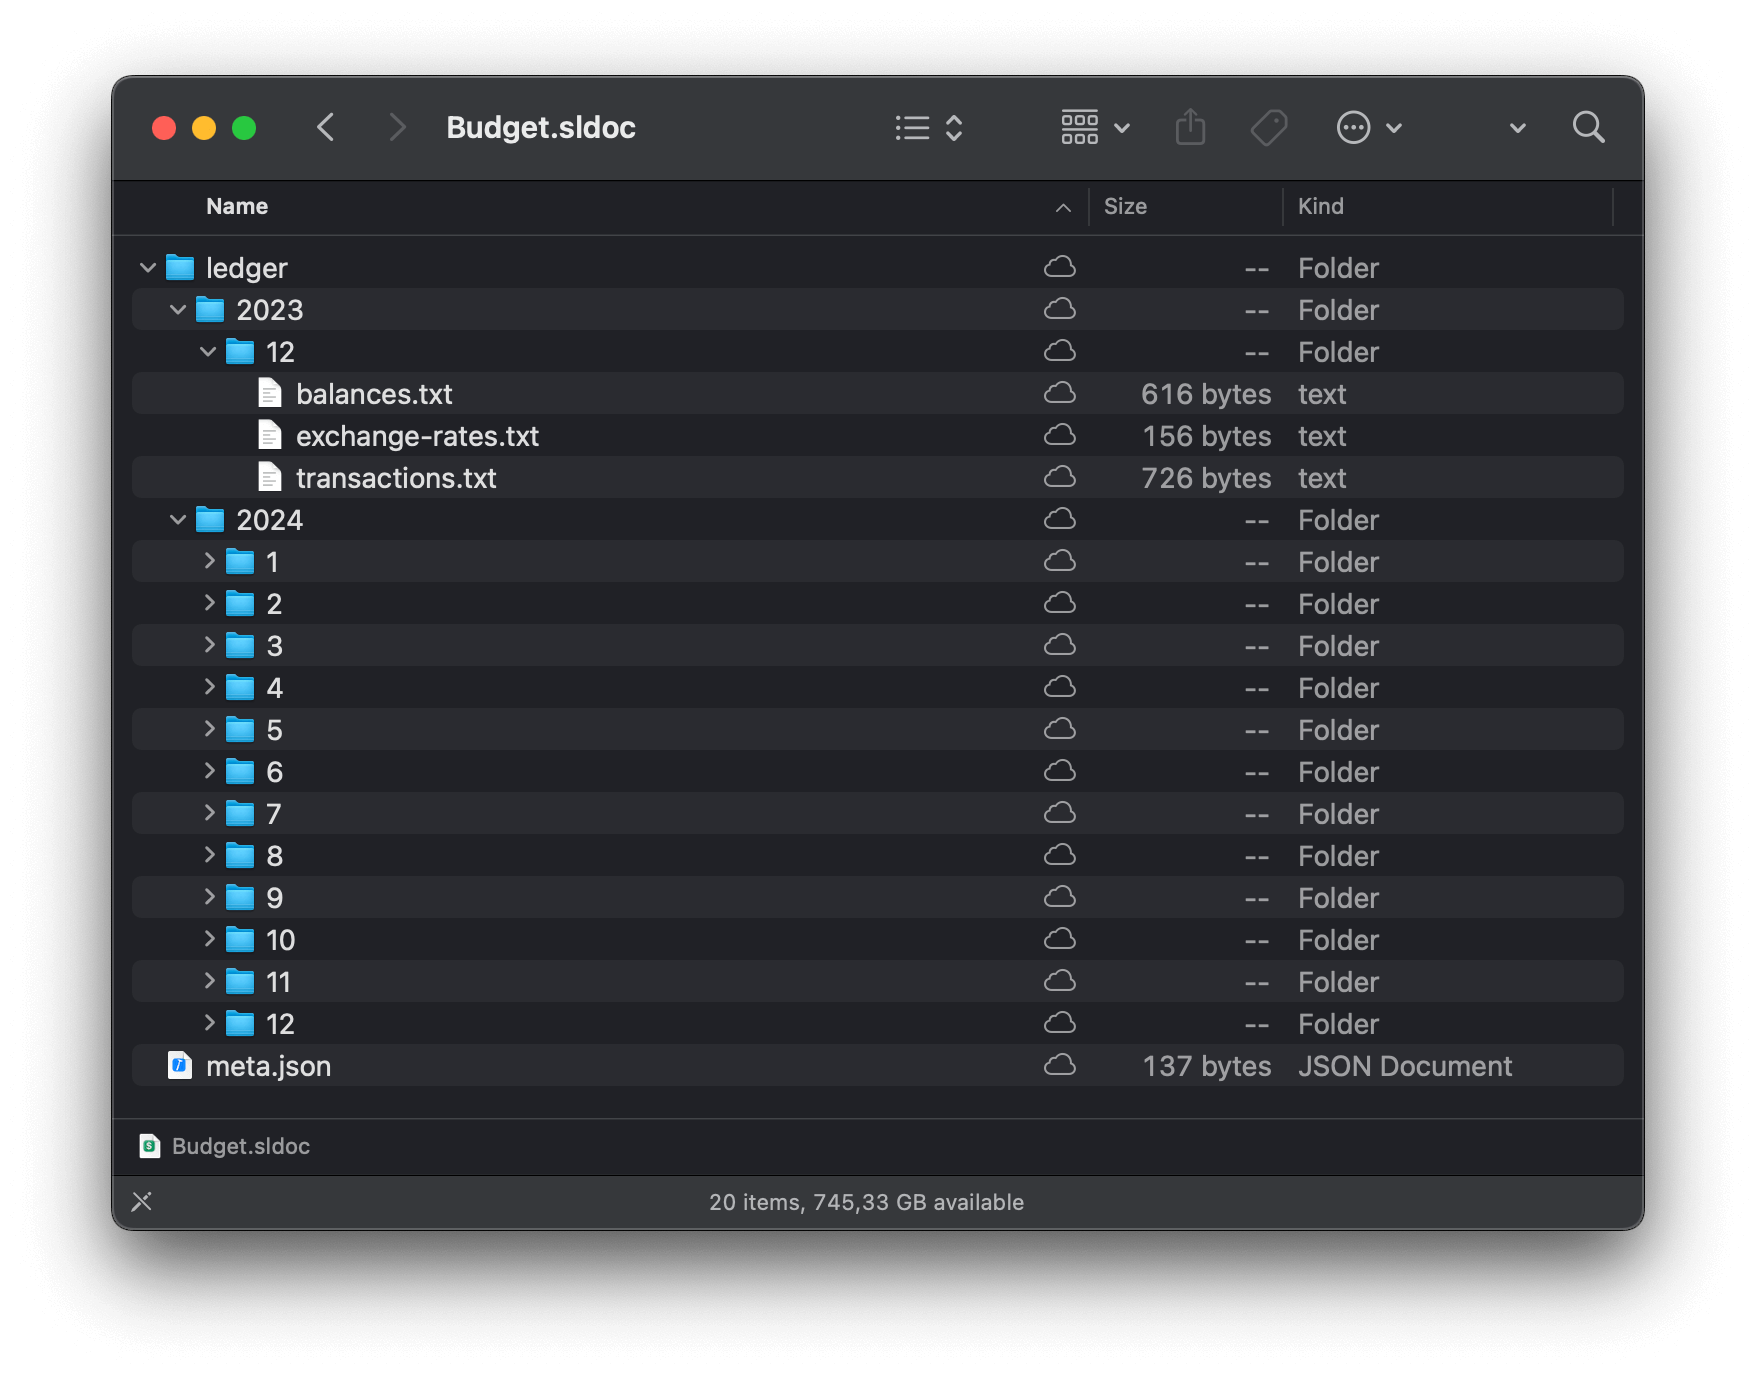 Budget.sldoc
Name Size Kind
ledger -- Folder
2023 -- Folder
12 -- Folder
balances.txt 616 bytes text
exchange-rates.txt 156 bytes text
transactions.txt 726 bytes text
2024 -- Folder
1 -- Folder
2 -- Folder
3 -- Folder
4 -- Folder
5 -- Folder
6 -- Folder
7 -- Folder
8 -- Folder
9 -- Folder
10 -- Folder
11 -- Folder
12 -- Folder
meta.json 137 bytes JSON Document
Budget.sldoc
20 items, 745,33 GB available